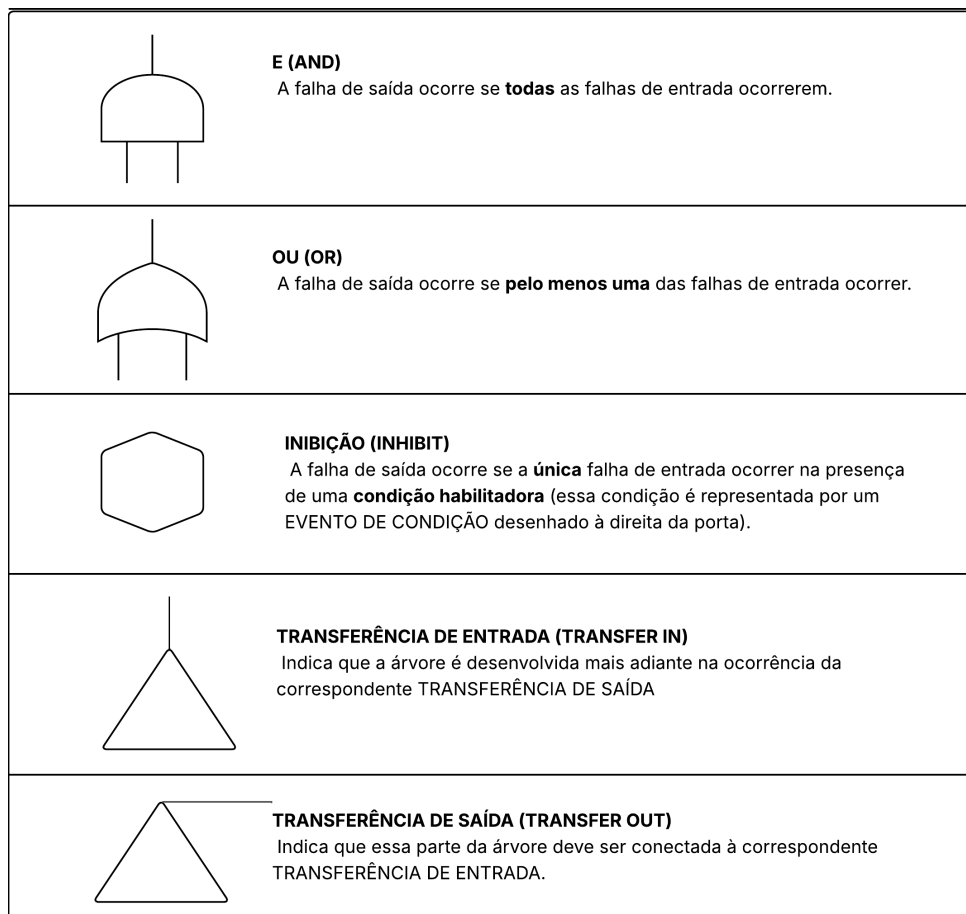 E (AND)
A falha de saída ocorre se todas as falhas de entrada ocorrerem.
OU (OR)
A falha de saída ocorre se pelo menos uma das falhas de entrada ocorrer.
INIBIÇÃO (INHIBIT)
A falha de saída ocorre se a única falha de entrada ocorrer na presença
de uma condição habilitadora (essa condição é representada por um
EVENTO DE CONDIÇÃO desenhado à direita da porta).
TRANSFERÊNCIA DE ENTRADA (TRANSFER IN)
Indica que a árvore é desenvolvida mais adiante na ocorrência da
correspondente TRANSFERÊNCIA DE SAÍDA
TRANSFERÊNCIA DE SAÍDA (TRANSFER OUT)
Indica que essa parte da árvore deve ser conectada à correspondente
TRANSFERÊNCIA DE ENTRADA.